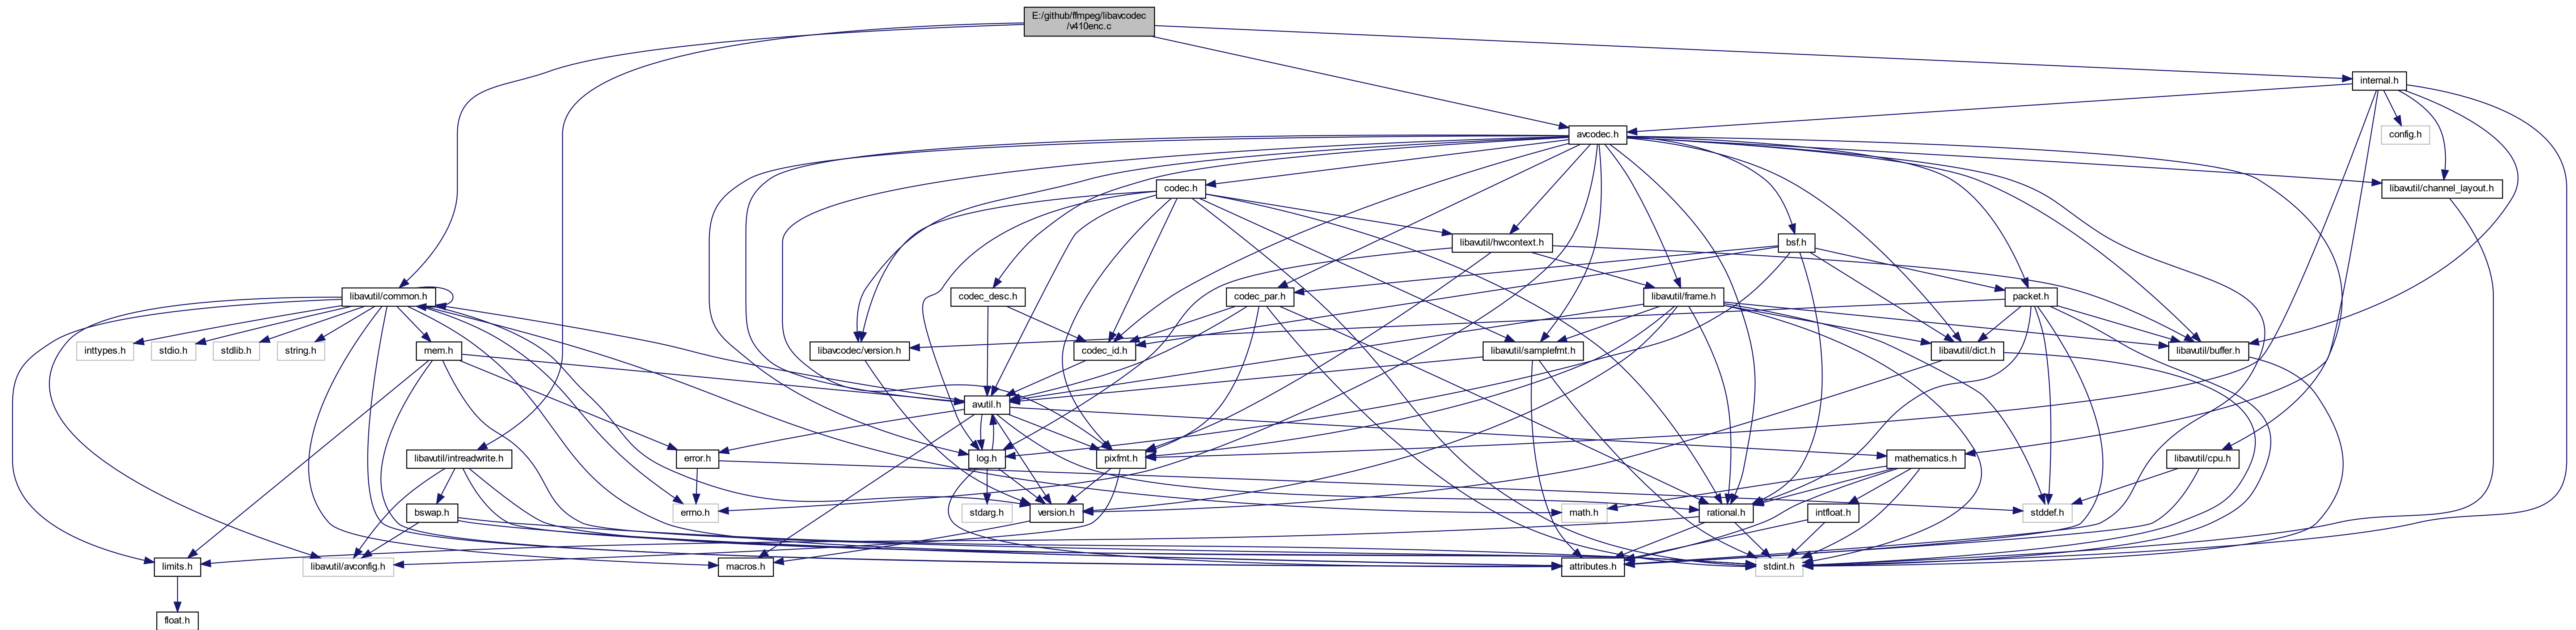 E:/github/ffmpeg/libavcodec
/v410enc.c
internal.h
avcodec.h
config.h
codec.h
libavutil/channel_layout.h
libavutil/hwcontext.h
bsf.h
libavutil/common.h
codec_desc.h
codec_par.h
libavutil/frame.h
packet.h
inttypes.h
stdio.h
stdlib.h
string.h
mem.h
libavcodec/version.h
codec_id.h
libavutil/samplefmt.h
libavutil/dict.h
libavutil/buffer.h
avutil.h
libavutil/intreadwrite.h
error.h
log.h
pixfmt.h
mathematics.h
libavutil/cpu.h
bswap.h
errno.h
stdarg.h
version.h
math.h
rational.h
intfloat.h
stddef.h
limits.h
libavutil/avconfig.h
macros.h
attributes.h
stdint.h
float.h